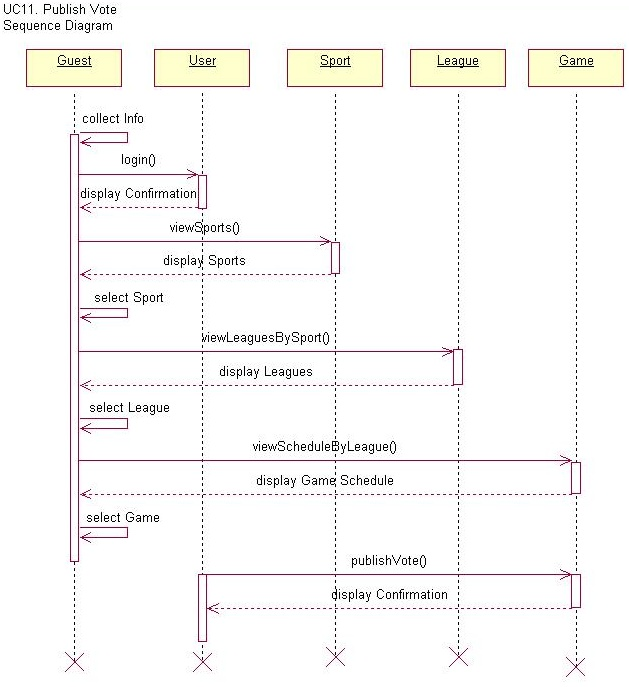 UC11. Publish Vote
Sequence Diagram
Guest
User
Sport
League
Game
collect Info
login()
display Confirmation
viewSports()
display Sports
select Sport
viewLeaguesBySport()
display Leagues
select League
viewScheduleByLeague()
display Game Schedule
select Game
publishVote()
display Confirmation